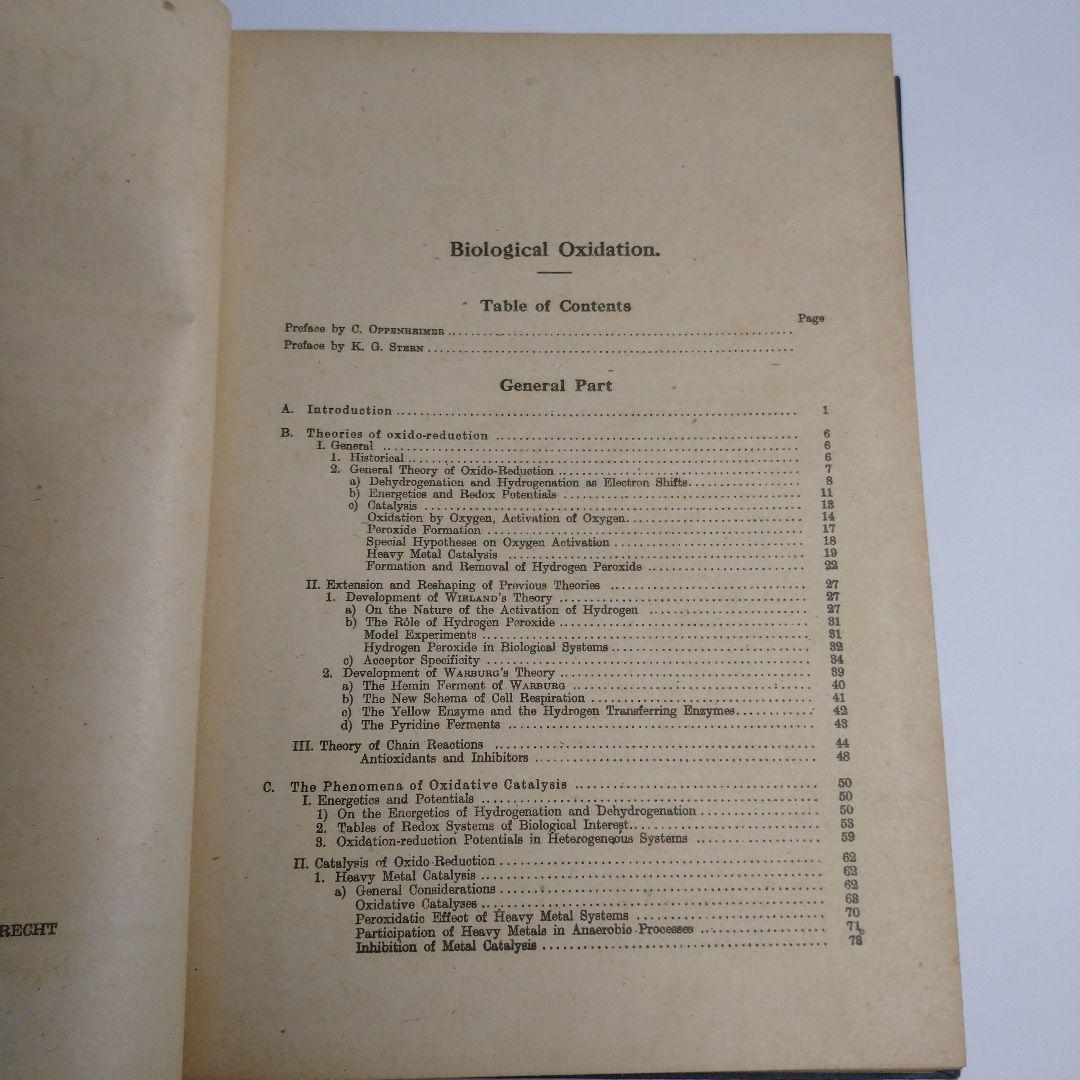 RECHT
Biological Oxidation.
Table of Contents
Page
Preface by C. OPPENHEIMER
Preface by K. G. STERN
General Part
A. Introduction 1
B. Theories of oxido-reduction 6
I. General 6
1. Historical 6
2. General Theory of Oxido-Reduction 7
a) Dehydrogenation and Hydrogenation as Electron Shifts 8
b) Energetics and Redox Potentials 11
c) Catalysis 13
Oxidation by Oxygen, Activation of Oxygen 14
Peroxide Formation 17
Special Hypotheses on Oxygen Activation 18
Heavy Metal Catalysis 19
Formation and Removal of Hydrogen Peroxide 22
II. Extension and Reshaping of Previous Theories 27
1. Development of WIELAND's Theory 27
a) On the Nature of the Activation of Hydrogen 27
b) The Rôle of Hydrogen Peroxide 31
Model Experiments 31
Hydrogen Peroxide in Biological Systems 32
c) Acceptor Specificity 34
2. Development of WARBURG's Theory 39
a) The Hemin Ferment of WARBURG 40
b) The New Schema of Cell Respiration 41
c) The Yellow Enzyme and the Hydrogen Transferring Enzymes 42
d) The Pyridine Ferments 43
III. Theory of Chain Reactions 44
Antioxidants and Inhibitors 48
C. The Phenomena of Oxidative Catalysis 50
I. Energetics and Potentials 50
1) On the Energetics of Hydrogenation and Dehydrogenation 50
2. Tables of Redox Systems of Biological Interest 53
3. Oxidation-reduction Potentials in Heterogeneous Systems 59
II. Catalysis of Oxido-Reduction 62
1. Heavy Metal Catalysis 62
a) General Considerations 62
Oxidative Catalyses 63
Peroxidatic Effect of Heavy Metal Systems 70
Participation of Heavy Metals in Anaerobic Processes 71
Inhibition of Metal Catalysis 73